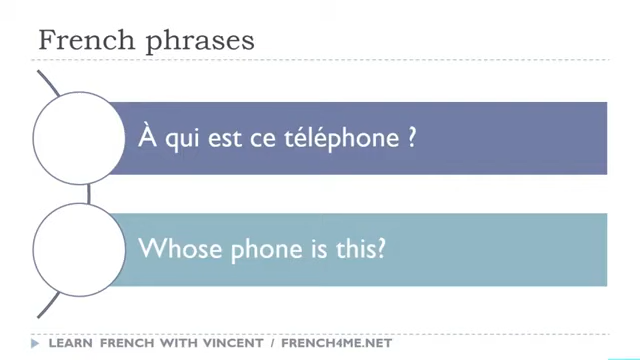 French phrases
À qui est ce téléphone ?
Whose phone is this?
LEARN FRENCH WITH VINCENT / FRENCH4ME.NET